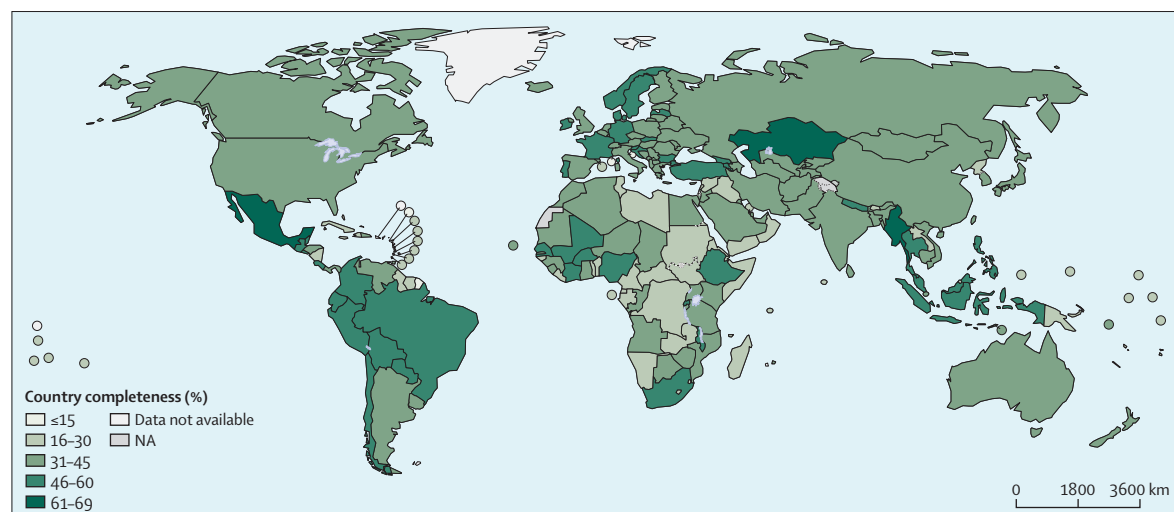 Country completeness (%)
≤15
16–30
31–45
46–60
61–69
Data not available
NA
0 1800 3600 km